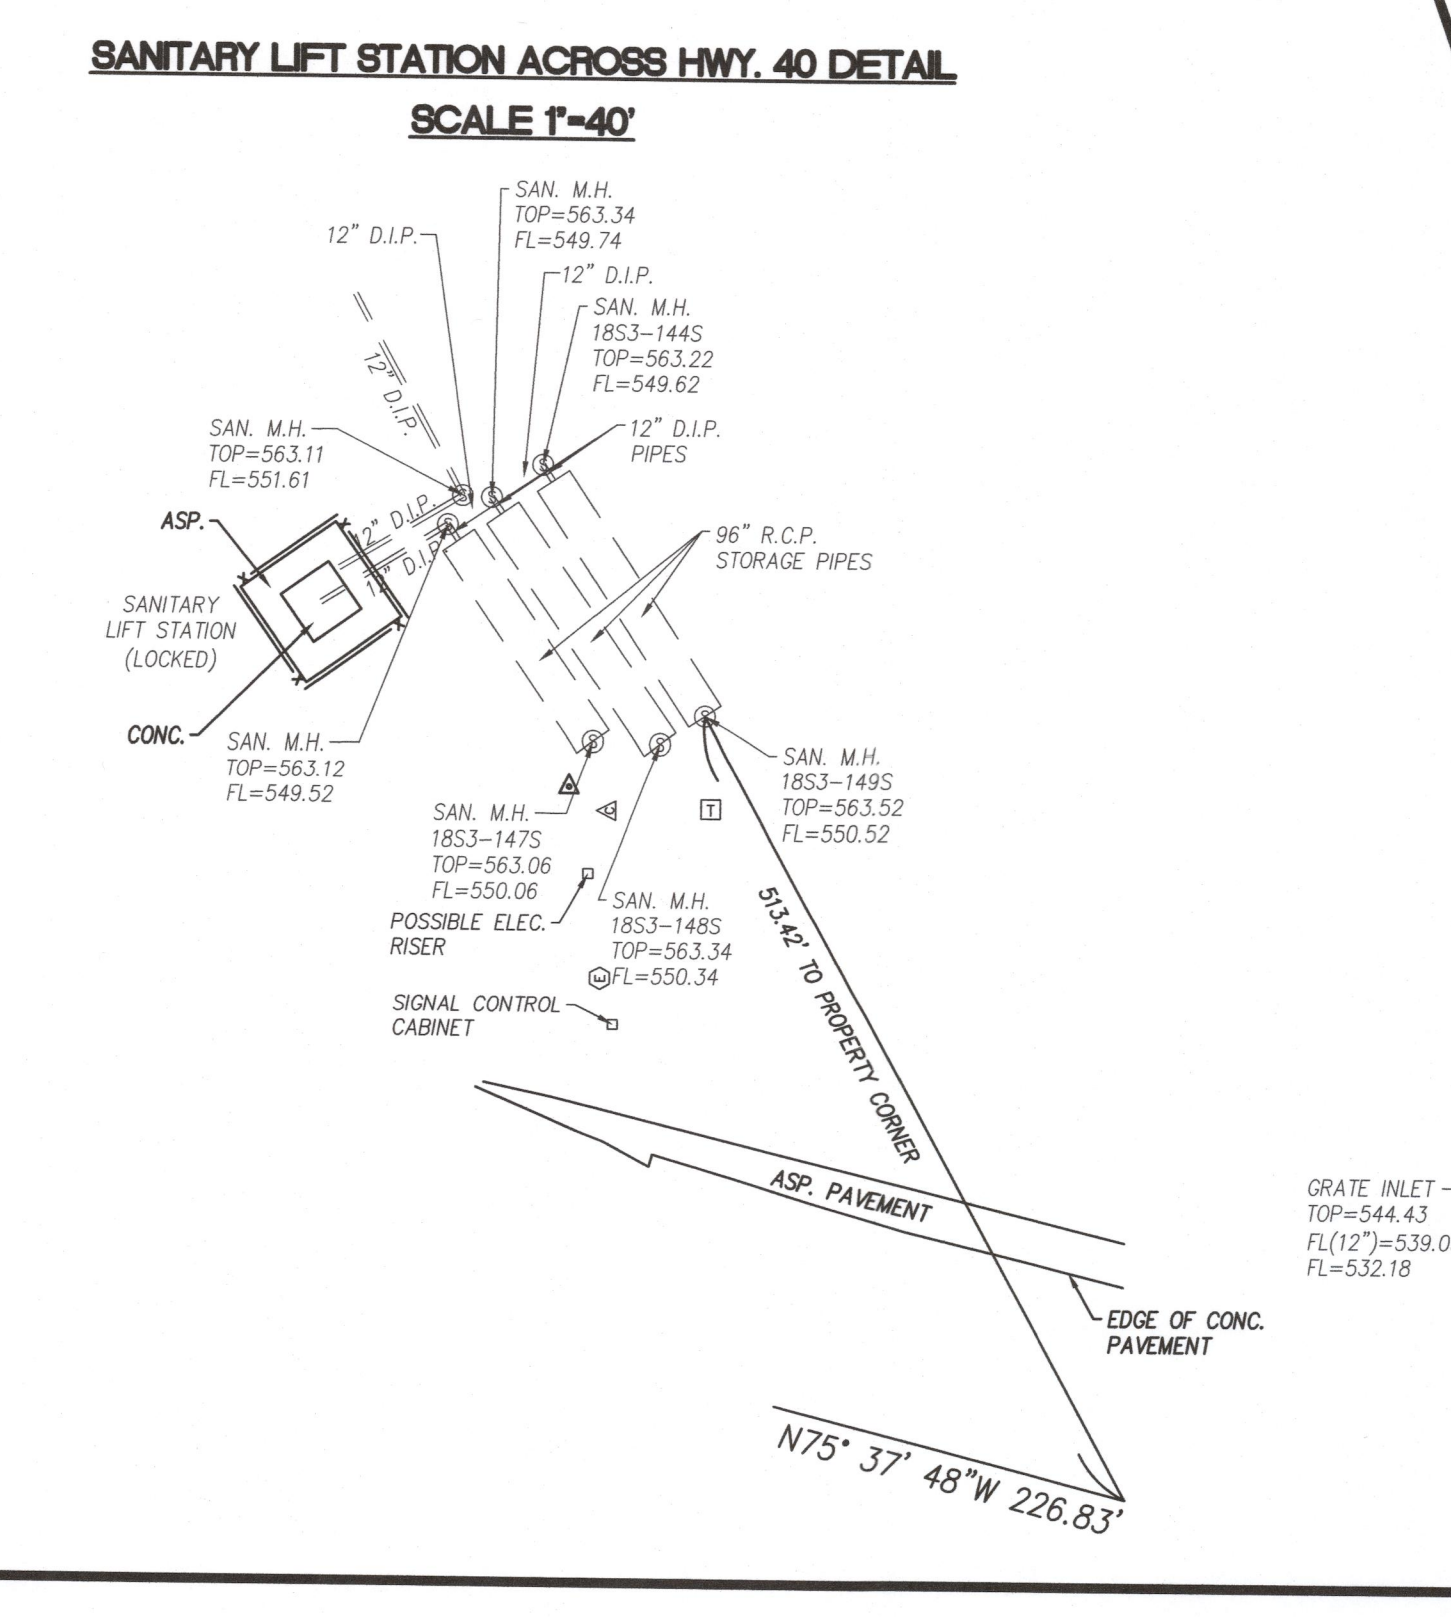 SANITARY LIFT STATION ACROSS HWY. 40 DETAIL
SCALE 1"=40'
SAN. M.H.
TOP=563.34
FL=549.74
12" D.I.P.
12" D.I.P.
SAN. M.H.
18S3-144S
TOP=563.22
FL=549.62
12" D.I.P.
SAN. M.H.
TOP=563.11
FL=551.61
12" D.I.P.
PIPES
ASP.
12" D.I.P.
12" D.I.P.
96" R.C.P.
STORAGE PIPES
SANITARY
LIFT STATION
(LOCKED)
CONC.
SAN. M.H.
TOP=563.12
FL=549.52
SAN. M.H.
18S3-149S
TOP=563.52
FL=550.52
SAN. M.H.
18S3-147S
TOP=563.06
FL=550.06
S
S
S
S
S
S
S
C
T
POSSIBLE ELEC.
RISER
SAN. M.H.
18S3-148S
TOP=563.34
FL=550.34
E
SIGNAL CONTROL
CABINET
513.42' TO PROPERTY CORNER
ASP. PAVEMENT
GRATE INLET
TOP=544.43
FL(12")=539.0
FL=532.18
EDGE OF CONC.
PAVEMENT
N75° 37' 48"W 226.83'